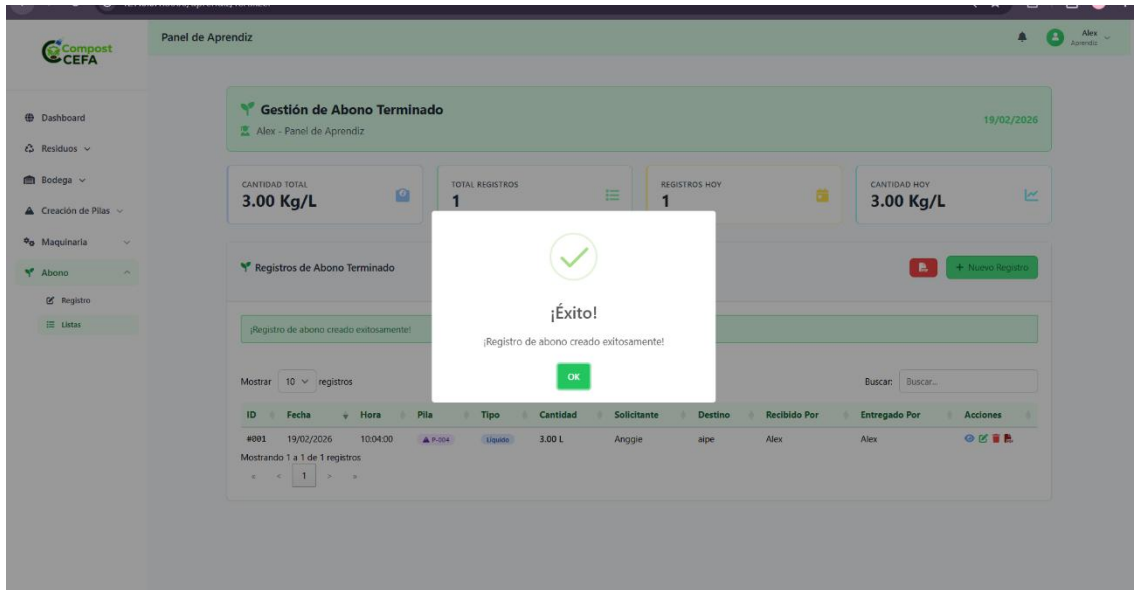 Compost
CEFA
Panel de Aprendiz
Alex
Aprendiz
Dashboard
Residuos
Bodega
Creación de Pilas
Maquinaria
Abono
Registro
Listas
Gestión de Abono Terminado
Alex - Panel de Aprendiz
19/02/2026
CANTIDAD TOTAL
3.00 Kg/L
TOTAL REGISTROS
1
REGISTROS HOY
1
CANTIDAD HOY
3.00 Kg/L
Registros de Abono Terminado
+ Nuevo Registro
¡Registro de abono creado exitosamente!
¡Éxito!
¡Registro de abono creado exitosamente!
OK
Mostrar 10 registros
Buscar: Buscar...
ID Fecha Hora Pila Tipo Cantidad Solicitante Destino Recibido Por Entregado Por Acciones
#001 19/02/2026 10:04:00 P-004 Líquido 3.00 L Anggie aipe Alex Alex
Mostrando 1 a 1 de 1 registros
« < 1 > »